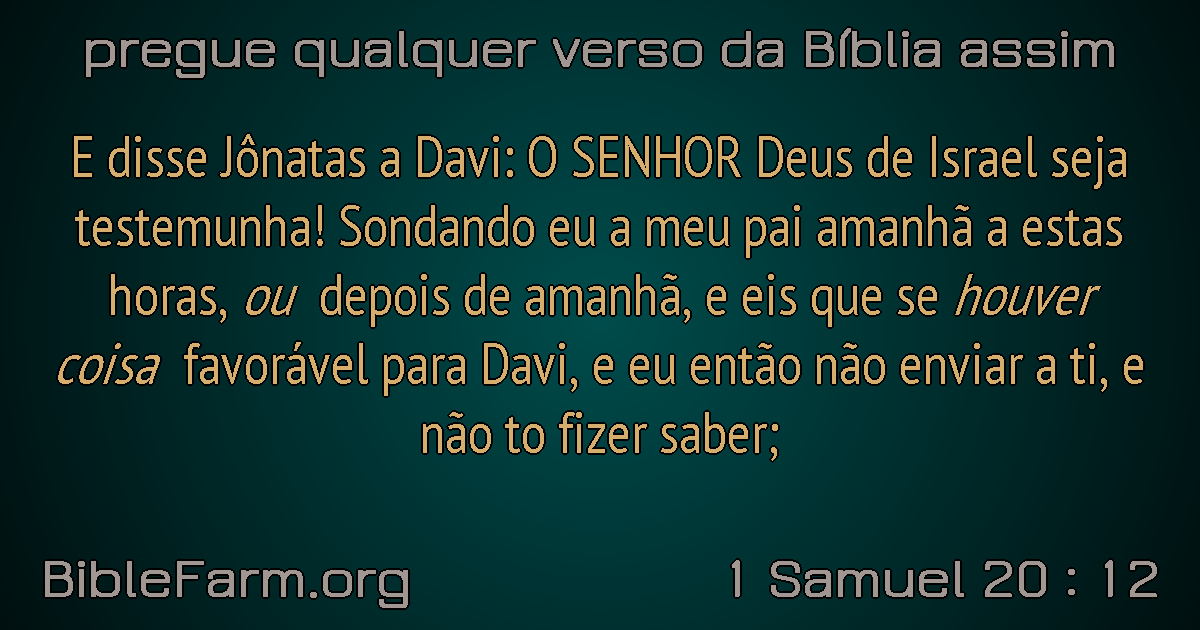 pregue qualquer verso da Bíblia assim
E disse Jônatas a Davi: O SENHOR Deus de Israel seja
testemunha! Sondando eu a meu pai amanhã a estas
horas, ou depois de amanhã, e eis que se houver
coisa favorável para Davi, e eu então não enviar a ti, e
não to fizer saber;
BibleFarm.org
1 Samuel 20 : 12